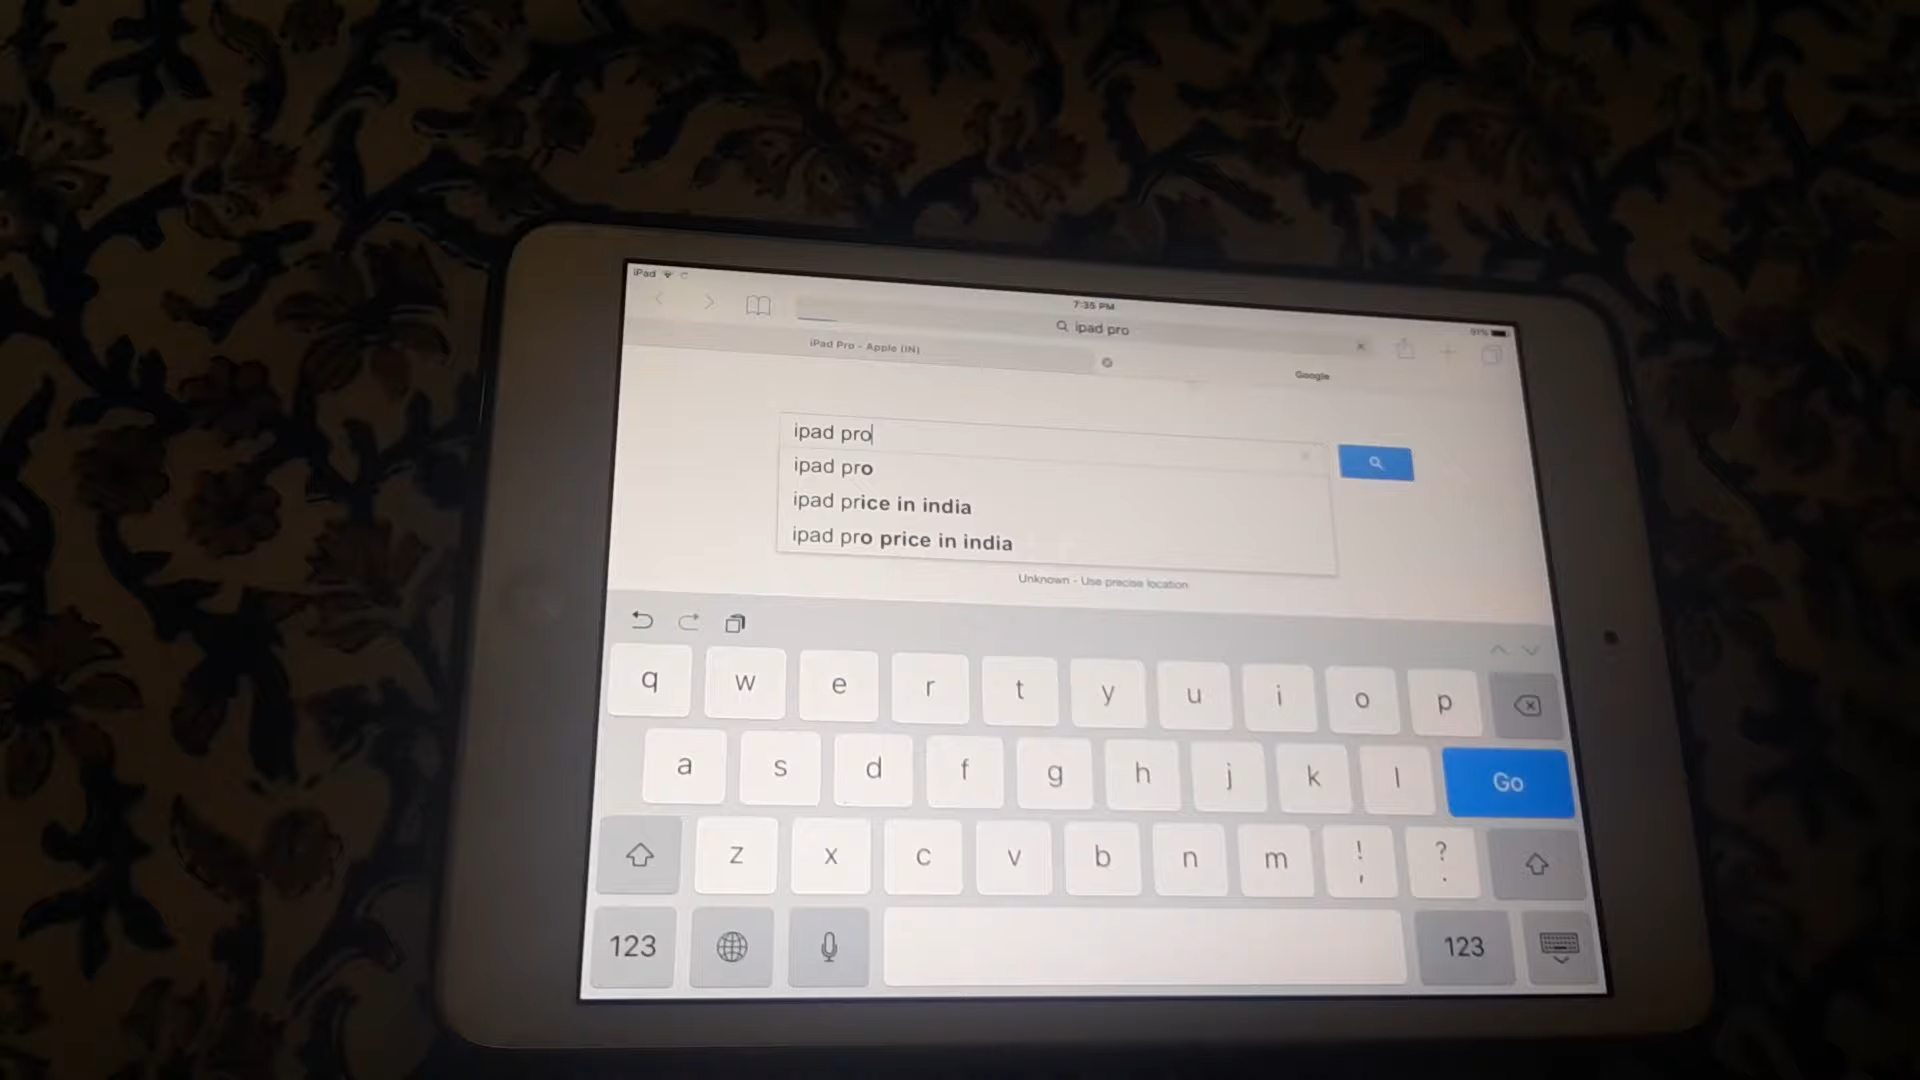 iPad
7:35 PM
91%
ipad pro
iPad Pro - Apple (IN)
Google
ipad pro
ipad pro
ipad price in india
ipad pro price in india
Unknown - Use precise location
q w e r t y u i o p
a s d f g h j k l Go
z x c v b n m ! , ? .
123 123